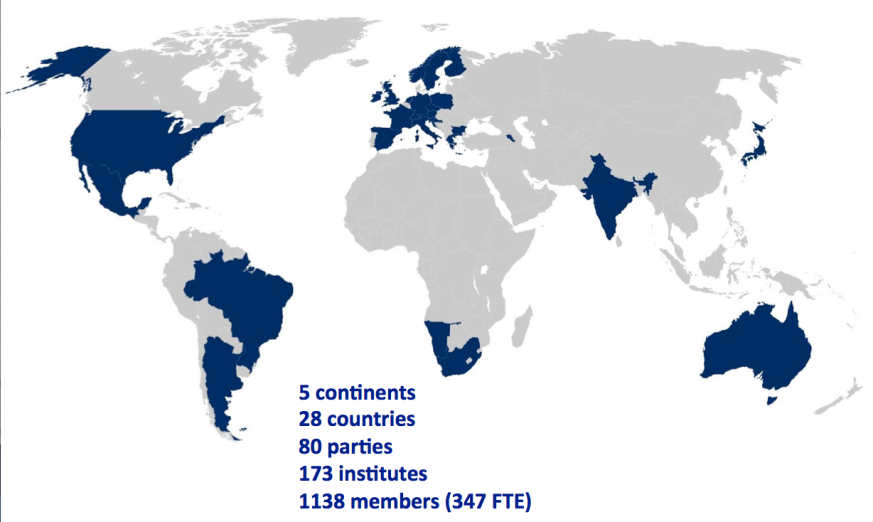 5 continents
28 countries
80 parties
173 institutes
1138 members (347 FTE)